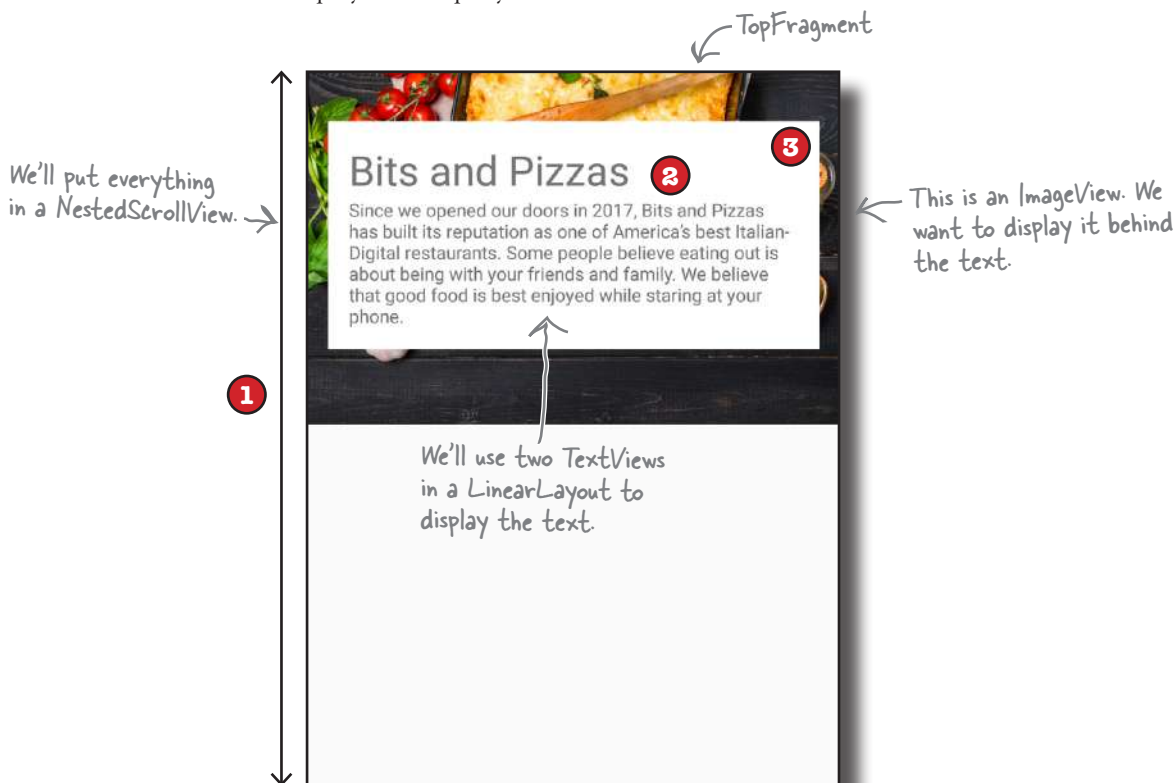 TopFragment
We'll put everything
in a NestedScrollView.
3
Bits and Pizzas
2
Since we opened our doors in 2017, Bits and Pizzas
has built its reputation as one of America's best Italian-
Digital restaurants. Some people believe eating out is
about being with your friends and family. We believe
that good food is best enjoyed while staring at your
phone.
This is an ImageView. We
want to display it behind
the text.
1
We'll use two TextViews
in a LinearLayout to
display the text.